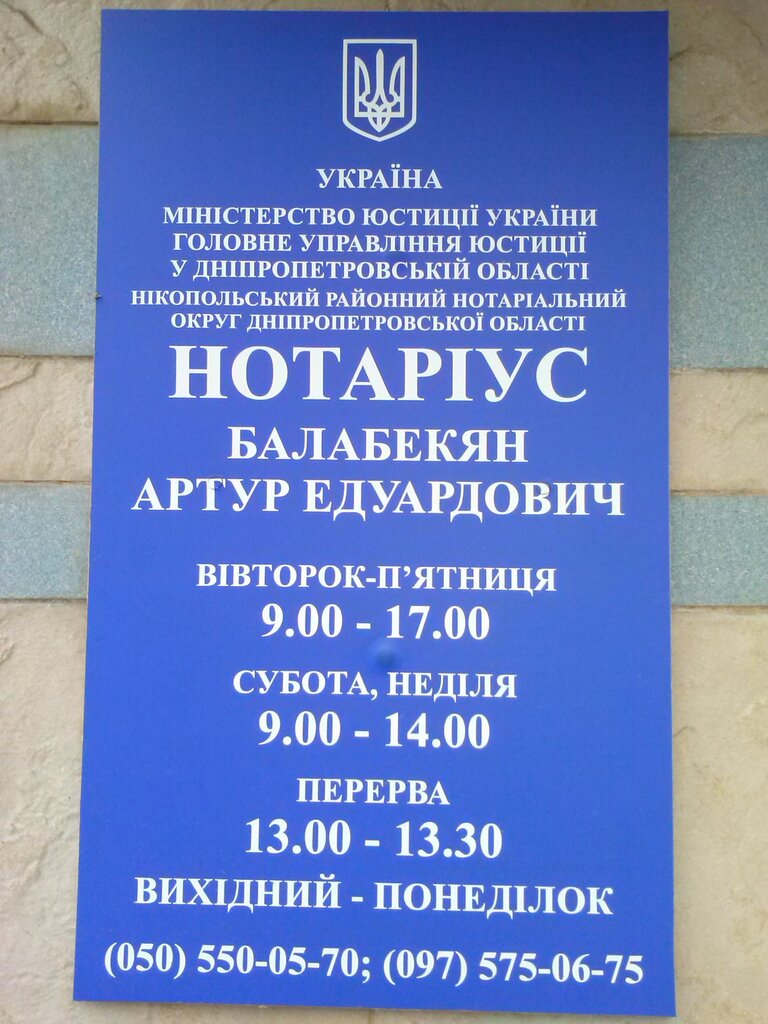 УКРАЇНА
МІНІСТЕРСТВО ЮСТИЦІЇ УКРАЇНИ
ГОЛОВНЕ УПРАВЛІННЯ ЮСТИЦІЇ
У ДНІПРОПЕТРОВСЬКІЙ ОБЛАСТІ
НІКОПОЛЬСЬКИЙ РАЙОННИЙ НОТАРІАЛЬНИЙ
ОКРУГ ДНІПРОПЕТРОВСЬКОЇ ОБЛАСТІ
НОТАРІУС
БАЛАБЕКЯН
АРТУР ЕДУАРДОВИЧ
ВІВТОРОК-П’ЯТНИЦЯ
9.00 - 17.00
СУБОТА, НЕДІЛЯ
9.00 - 14.00
ПЕРЕРВА
13.00 - 13.30
ВИХІДНИЙ - ПОНЕДІЛОК
(050) 550-05-70; (097) 575-06-75